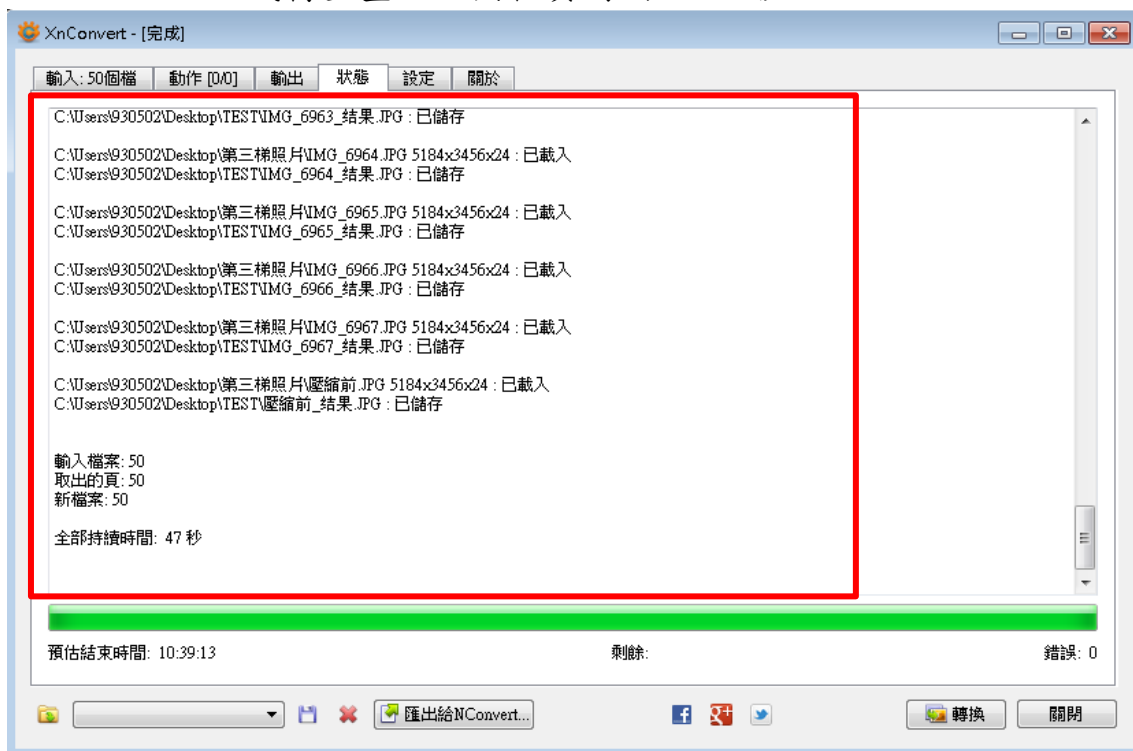 XnConvert - [完成]
輸入: 50個檔 動作 [0/0] 輸出 狀態 設定 關於
C:\Users\930502\Desktop\TEST\IMG_6963_结果.JPG : 已儲存
C:\Users\930502\Desktop\第三梯照片\IMG_6964.JPG 5184x3456x24 : 已載入
C:\Users\930502\Desktop\TEST\IMG_6964_结果.JPG : 已儲存
C:\Users\930502\Desktop\第三梯照片\IMG_6965.JPG 5184x3456x24 : 已載入
C:\Users\930502\Desktop\TEST\IMG_6965_结果.JPG : 已儲存
C:\Users\930502\Desktop\第三梯照片\IMG_6966.JPG 5184x3456x24 : 已載入
C:\Users\930502\Desktop\TEST\IMG_6966_结果.JPG : 已儲存
C:\Users\930502\Desktop\第三梯照片\IMG_6967.JPG 5184x3456x24 : 已載入
C:\Users\930502\Desktop\TEST\IMG_6967_结果.JPG : 已儲存
C:\Users\930502\Desktop\第三梯照片\壓縮前.JPG 5184x3456x24 : 已載入
C:\Users\930502\Desktop\TEST\壓縮前_结果.JPG : 已儲存
輸入檔案: 50
取出的頁: 50
新檔案: 50
全部持續時間: 47 秒
預估結束時間: 10:39:13 剩餘: 錯誤: 0
匯出給NConvert... 轉換 關閉